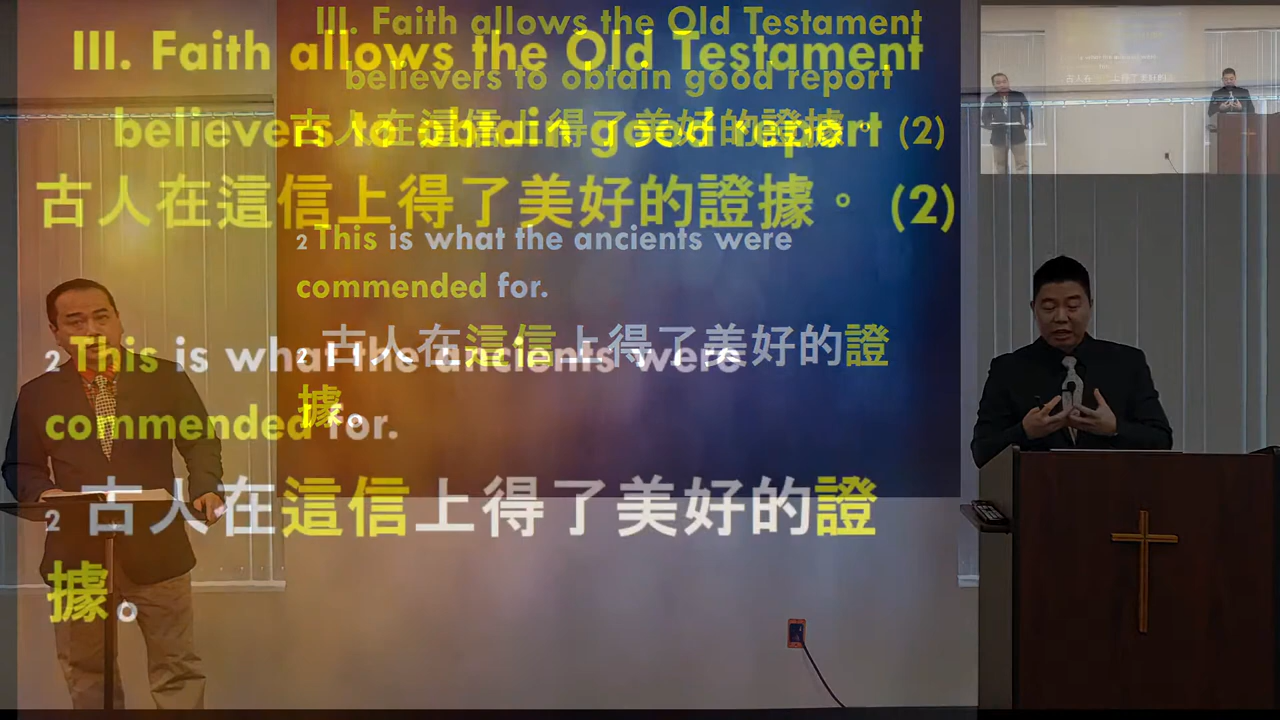 III. Faith allows the Old Testament
believers to obtain good report
古人在這信上得了美好的證據。 (2)
2 This is what the ancients were
commended for.
2 古人在這信上得了美好的證
據。
III. Faith allows the Old Testament
believers to obtain good report
古人在這信上得了美好的證據。 (2)
2 This is what the ancients were
commended for.
2 古人在這信上得了美好的證
據。